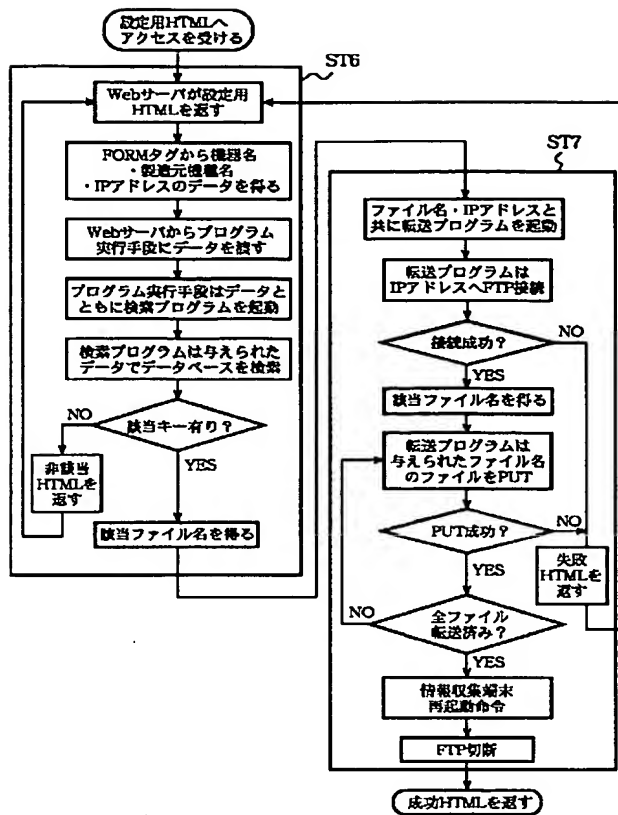 設定用HTMLへ
アクセスを受ける
ST6
Webサーバが設定用
HTMLを返す
FORMタグから機器名
・製造元機種名
・IPアドレスのデータを得る
Webサーバからプログラム
実行手段にデータを渡す
プログラム実行手段はデータと
ともに検索プログラムを起動
検索プログラムは与えられた
データでデータベースを検索
NO
該当キー有り?
YES
非該当
HTMLを
返す
該当ファイル名を得る
ST7
ファイル名・IPアドレスと
共に転送プログラムを起動
転送プログラムは
IPアドレスへFTP接続
NO
接続成功?
YES
該当ファイル名を得る
転送プログラムは
与えられたファイル名
のファイルをPUT
PUT成功?
NO
YES
失敗
HTMLを
返す
NO
全ファイル
転送済み?
YES
情報収集端末
再起動命令
FTP切断
成功HTMLを返す